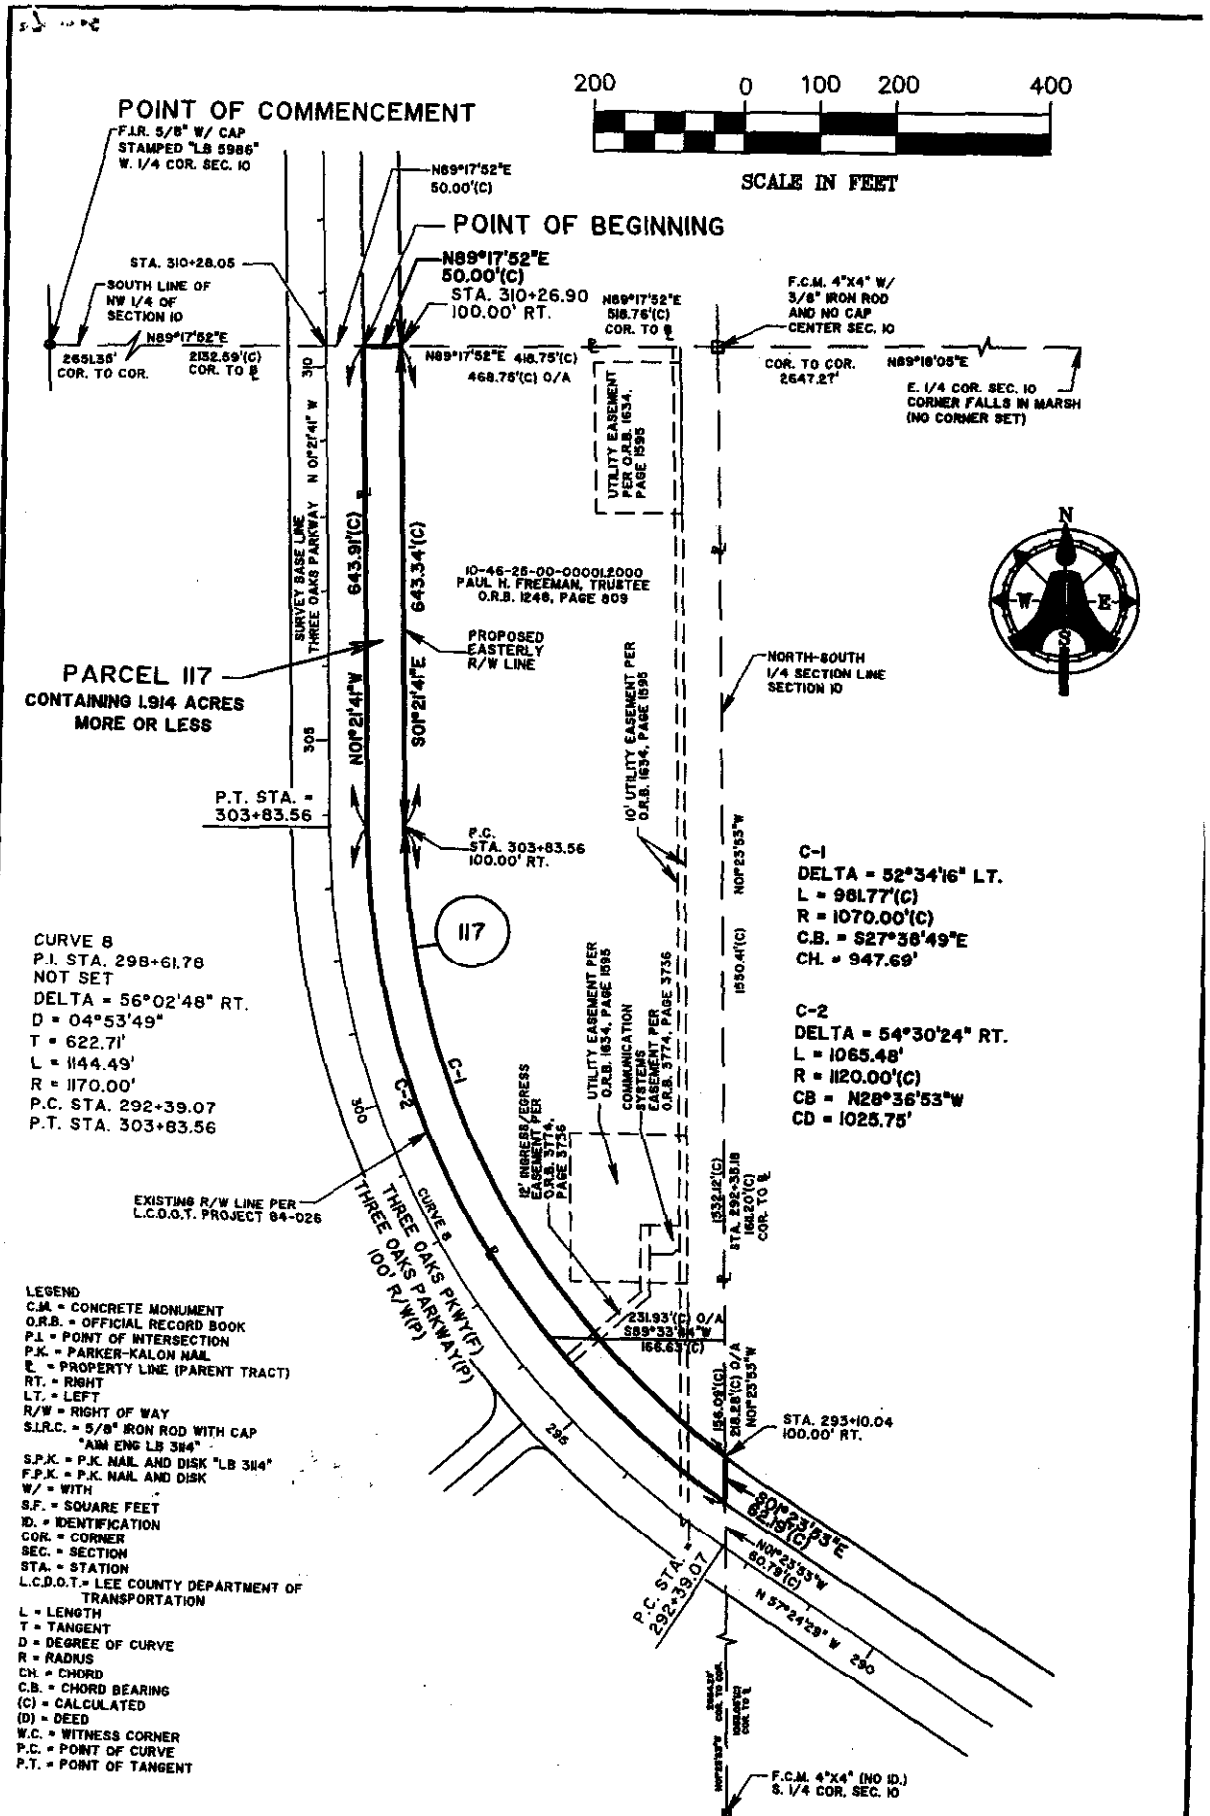 200 0 100 200 400
SCALE IN FEET
POINT OF COMMENCEMENT
F.I.R. 5/8" W/ CAP
STAMPED "LB 5986"
W. 1/4 COR. SEC. 10
N89°17'52"E
50.00'(C)
POINT OF BEGINNING
N89°17'52"E
50.00'(C)
STA. 310+26.90
100.00' RT.
STA. 310+28.05
SOUTH LINE OF
NW 1/4 OF
SECTION 10
N89°17'52"E
2651.35'
COR. TO COR.
2132.59'(C)
COR. TO ⅊
N89°17'52"E
518.75'(C)
COR. TO ⅊
F.C.M. 4"X4" W/
3/8" IRON ROD
AND NO CAP
CENTER SEC. 10
N89°17'52"E 418.75'(C)
468.75'(C) O/A
COR. TO COR.
2647.27'
N89°18'05"E
E. 1/4 COR. SEC. 10
CORNER FALLS IN MARSH
(NO CORNER SET)
310
UTILITY EASEMENT
PER O.R.B. 1634,
PAGE 1595
SURVEY BASE LINE
THREE OAKS PARKWAY N 01°21'41" W
643.91'(C)
N01°21'41"W
643.34'(C)
S01°21'41"E
10-46-25-00-00001.2000
PAUL H. FREEMAN, TRUSTEE
O.R.B. 1248, PAGE 809
PROPOSED
EASTERLY
R/W LINE
N
W
E
S
PARCEL 117
CONTAINING 1.914 ACRES
MORE OR LESS
305
NORTH-SOUTH
1/4 SECTION LINE
SECTION 10
10' UTILITY EASEMENT PER
O.R.B. 1634, PAGE 1595
P.T. STA. =
303+83.56
P.C.
STA. 303+83.56
100.00' RT.
1550.41'(C) N01°23'53"W
C-1
DELTA = 52°34'16" LT.
L = 981.77'(C)
R = 1070.00'(C)
C.B. = S27°38'49"E
CH. = 947.69'
117
CURVE 8
P.I. STA. 298+61.78
NOT SET
DELTA = 56°02'48" RT.
D = 04°53'49"
T = 622.71'
L = 1144.49'
R = 1170.00'
P.C. STA. 292+39.07
P.T. STA. 303+83.56
C-2
DELTA = 54°30'24" RT.
L = 1065.48'
R = 1120.00'(C)
CB = N28°36'53"W
CD = 1025.75'
C-1
C-2
300
UTILITY EASEMENT PER
O.R.B. 1634, PAGE 1595
COMMUNICATION
SYSTEMS
EASEMENT PER
O.R.B. 3774, PAGE 3736
12' INGRESS/EGRESS
EASEMENT PER
O.R.B. 3774,
PAGE 3736
EXISTING R/W LINE PER
L.C.D.O.T. PROJECT 84-026
CURVE 8
THREE OAKS PKWY(F)
THREE OAKS PARKWAY(P)
100' R/W(P)
1332.12'(C)
STA. 292+35.18
COR. TO ⅊
231.93'(C) O/A
S89°33'14"W
166.63'(C)
156.09'(C)
218.28'(C) O/A
N01°23'53"W
LEGEND
C.M. = CONCRETE MONUMENT
O.R.B. = OFFICIAL RECORD BOOK
P.I. = POINT OF INTERSECTION
P.K. = PARKER-KALON NAIL
⅊ = PROPERTY LINE (PARENT TRACT)
RT. = RIGHT
LT. = LEFT
R/W = RIGHT OF WAY
S.I.R.C. = 5/8" IRON ROD WITH CAP
"AIM ENG LB 3114"
S.P.K. = P.K. NAIL AND DISK "LB 3114"
F.P.K. = P.K. NAIL AND DISK
W/ = WITH
S.F. = SQUARE FEET
ID. = IDENTIFICATION
COR. = CORNER
SEC. = SECTION
STA. = STATION
L.C.D.O.T. = LEE COUNTY DEPARTMENT OF
TRANSPORTATION
L = LENGTH
T = TANGENT
D = DEGREE OF CURVE
R = RADIUS
CH. = CHORD
C.B. = CHORD BEARING
(C) = CALCULATED
(D) = DEED
W.C. = WITNESS CORNER
P.C. = POINT OF CURVE
P.T. = POINT OF TANGENT
295
STA. 293+10.04
100.00' RT.
S01°23'53"E
62.19'(C)
P.C. STA. =
292+39.07
N01°23'53"W
60.79'(C)
N 57°24'29" W 290
N01°23'53"W
COR. TO COR.
COR. TO ⅊
F.C.M. 4"X4" (NO ID.)
S. 1/4 COR. SEC. 10